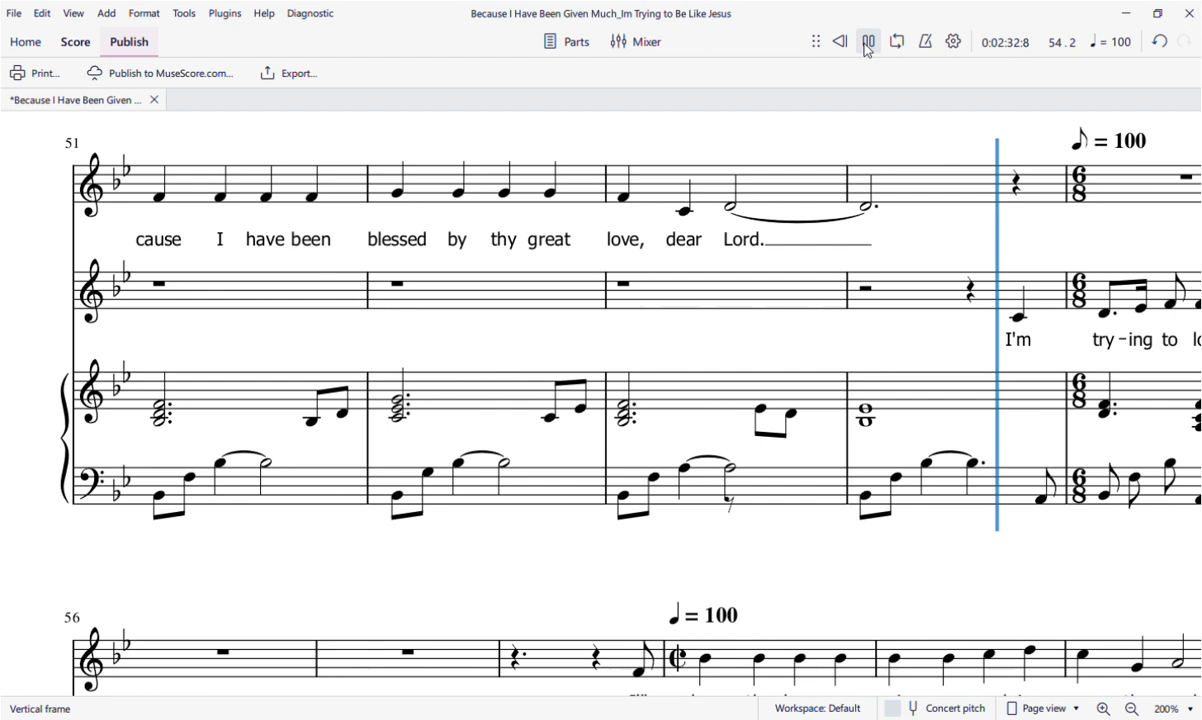 File Edit View Add Format Tools Plugins Help Diagnostic
Because I Have Been Given Much_Im Trying to Be Like Jesus
Home Score Publish Parts Mixer 0:02:32:8 54 . 2 = 100
Print... Publish to MuseScore.com... Export...
*Because I Have Been Given ...
51
= 100
cause I have been blessed by thy great love, dear Lord.
I'm try - ing to
56
= 100
Vertical frame Workspace: Default Concert pitch Page view 200%